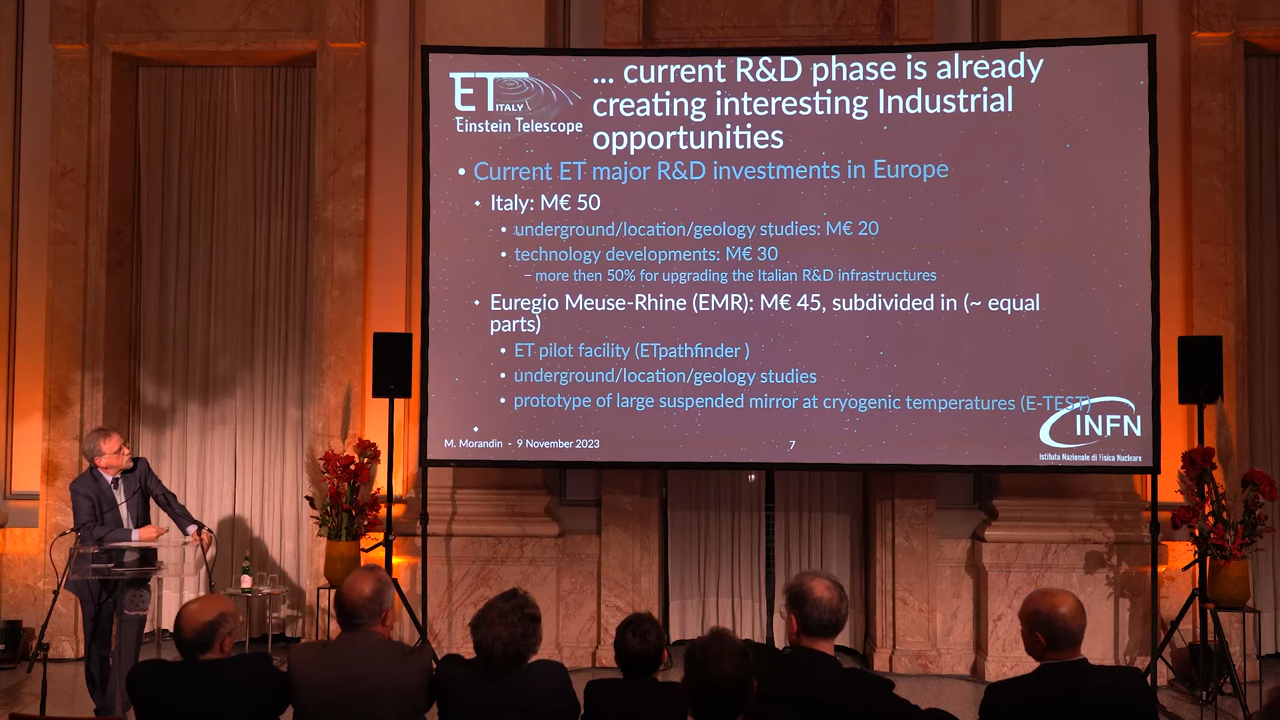 ET
ITALY
Einstein Telescope
... current R&D phase is already
creating interesting Industrial
opportunities
• Current ET major R&D investments in Europe
• Italy: M€ 50
• underground/location/geology studies: M€ 20
• technology developments: M€ 30
– more then 50% for upgrading the Italian R&D infrastructures
• Euregio Meuse-Rhine (EMR): M€ 45, subdivided in (~ equal
parts)
• ET pilot facility (ETpathfinder )
• underground/location/geology studies
• prototype of large suspended mirror at cryogenic temperatures (E-TEST)
•
M. Morandin - 9 November 2023
7
INFN
Istituto Nazionale di Fisica Nucleare